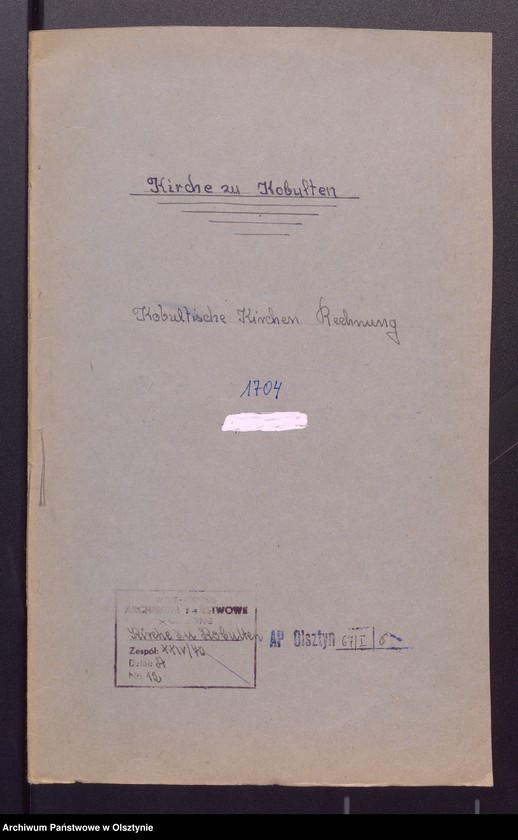 Kirche zu Kobulten
Kobultische Kirchen Rechnung
1704
ARCHIWUM PAŃSTWOWE
Kirche zu Kobulten
Zespół: XXIV/40
Dział: A
Nr: 12
AP Olsztyn 67/I/6
Archiwum Państwowe w Olsztynie